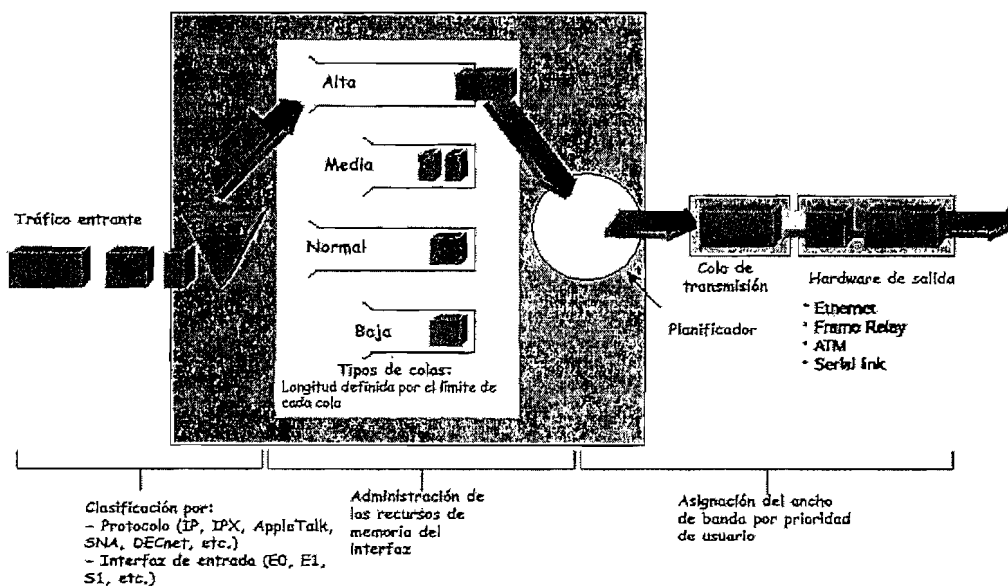 Alta
Media
Normal
Baja
Tipos de colas:
Longitud definida por el límite de
cada cola
Tráfico entrante
Cola de
transmisión
Hardware de salida
* Ethernet
* Frame Relay
* ATM
* Serial link
Planificador
Clasificación por:
- Protocolo (IP, IPX, AppleTalk,
SNA, DECnet, etc.)
- Interfaz de entrada (E0, E1,
S1, etc.)
Administración de
los recursos de
memoria del
interfaz
Asignación del ancho
de banda por prioridad
de usuario